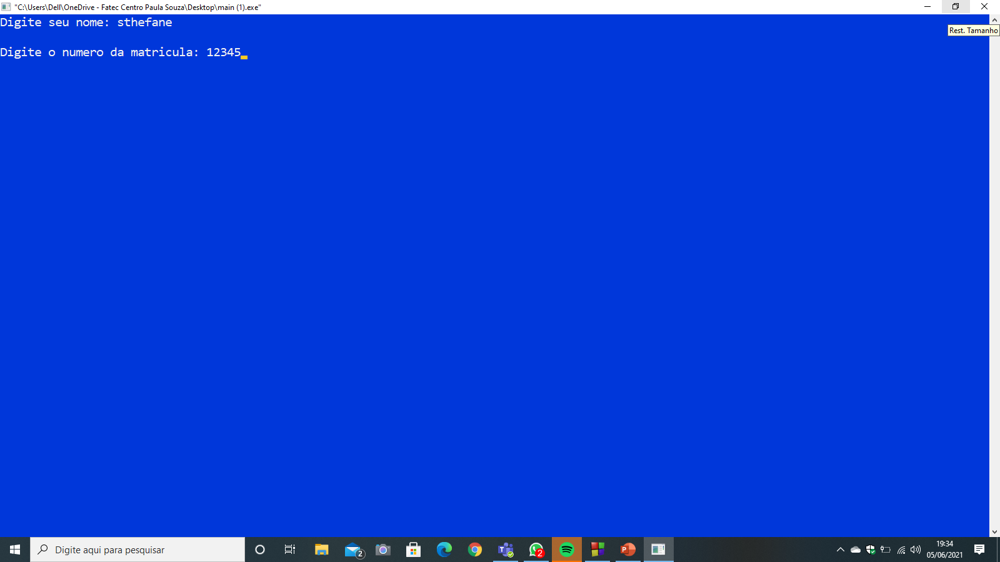 "C:\Users\Dell\OneDrive - Fatec Centro Paula Souza\Desktop\main (1).exe"
Digite seu nome: sthefane
Rest. Tamanho
Digite o numero da matricula: 12345
Digite aqui para pesquisar
2
2
19:34
05/06/2021